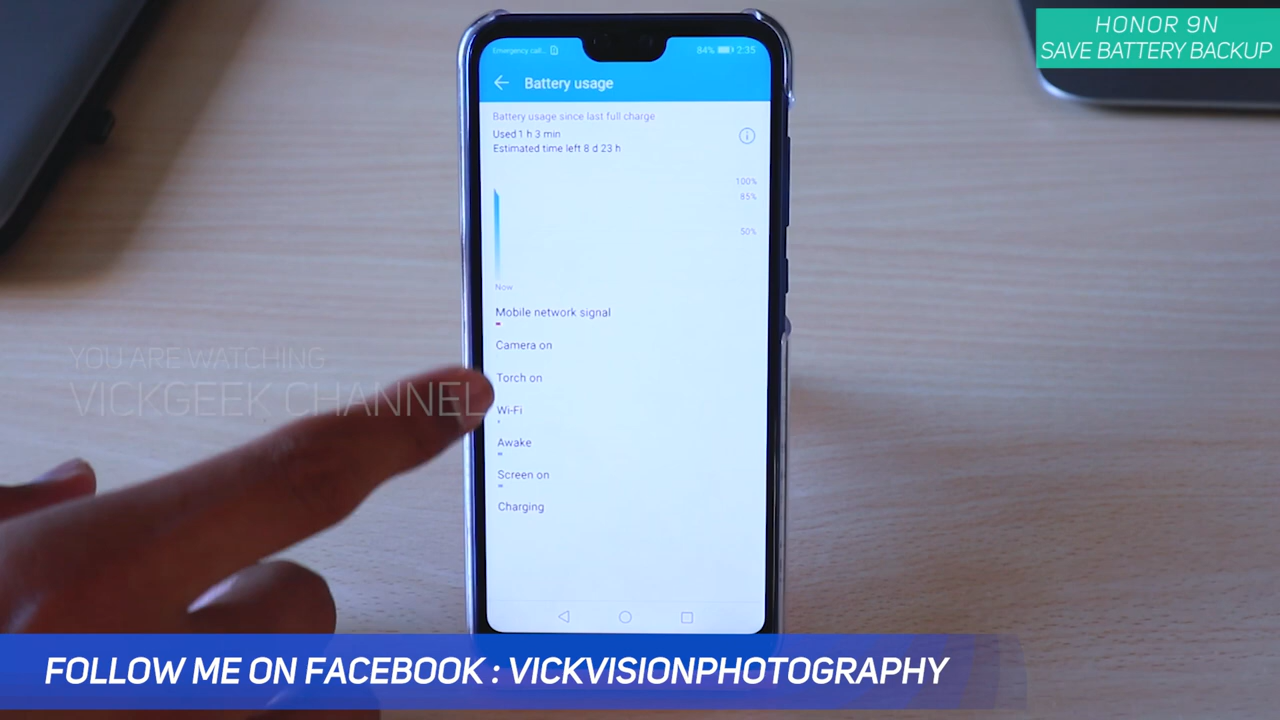 HONOR 9N
SAVE BATTERY BACKUP
Emergency call... 84% 2:35
Battery usage
Battery usage since last full charge
Used 1 h 3 min
Estimated time left 8 d 23 h
100%
85%
50%
Now
Mobile network signal
Camera on
Torch on
Wi-Fi
Awake
Screen on
Charging
YOU ARE WATCHING
VICKGEEK CHANNEL
FOLLOW ME ON FACEBOOK : VICKVISIONPHOTOGRAPHY